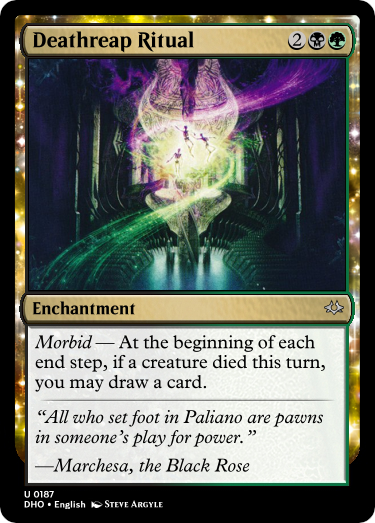 Deathreap Ritual 2
Enchantment
Morbid — At the beginning of each
end step, if a creature died this turn,
you may draw a card.
“All who set foot in Paliano are pawns
in someone’s play for power.”
—Marchesa, the Black Rose
U 0187
DHO • English Steve Argyle